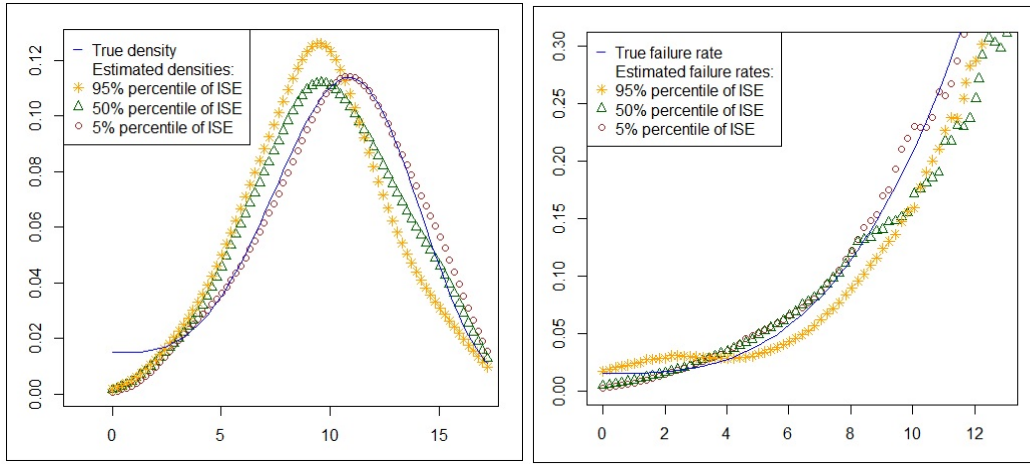 True density
Estimated densities:
95% percentile of ISE
50% percentile of ISE
5% percentile of ISE
0.12
0.10
0.08
0.06
0.04
0.02
0.00
0 5 10 15
True failure rate
Estimated failure rates:
95% percentile of ISE
50% percentile of ISE
5% percentile of ISE
0.30
0.25
0.20
0.15
0.10
0.05
0.00
0 2 4 6 8 10 12